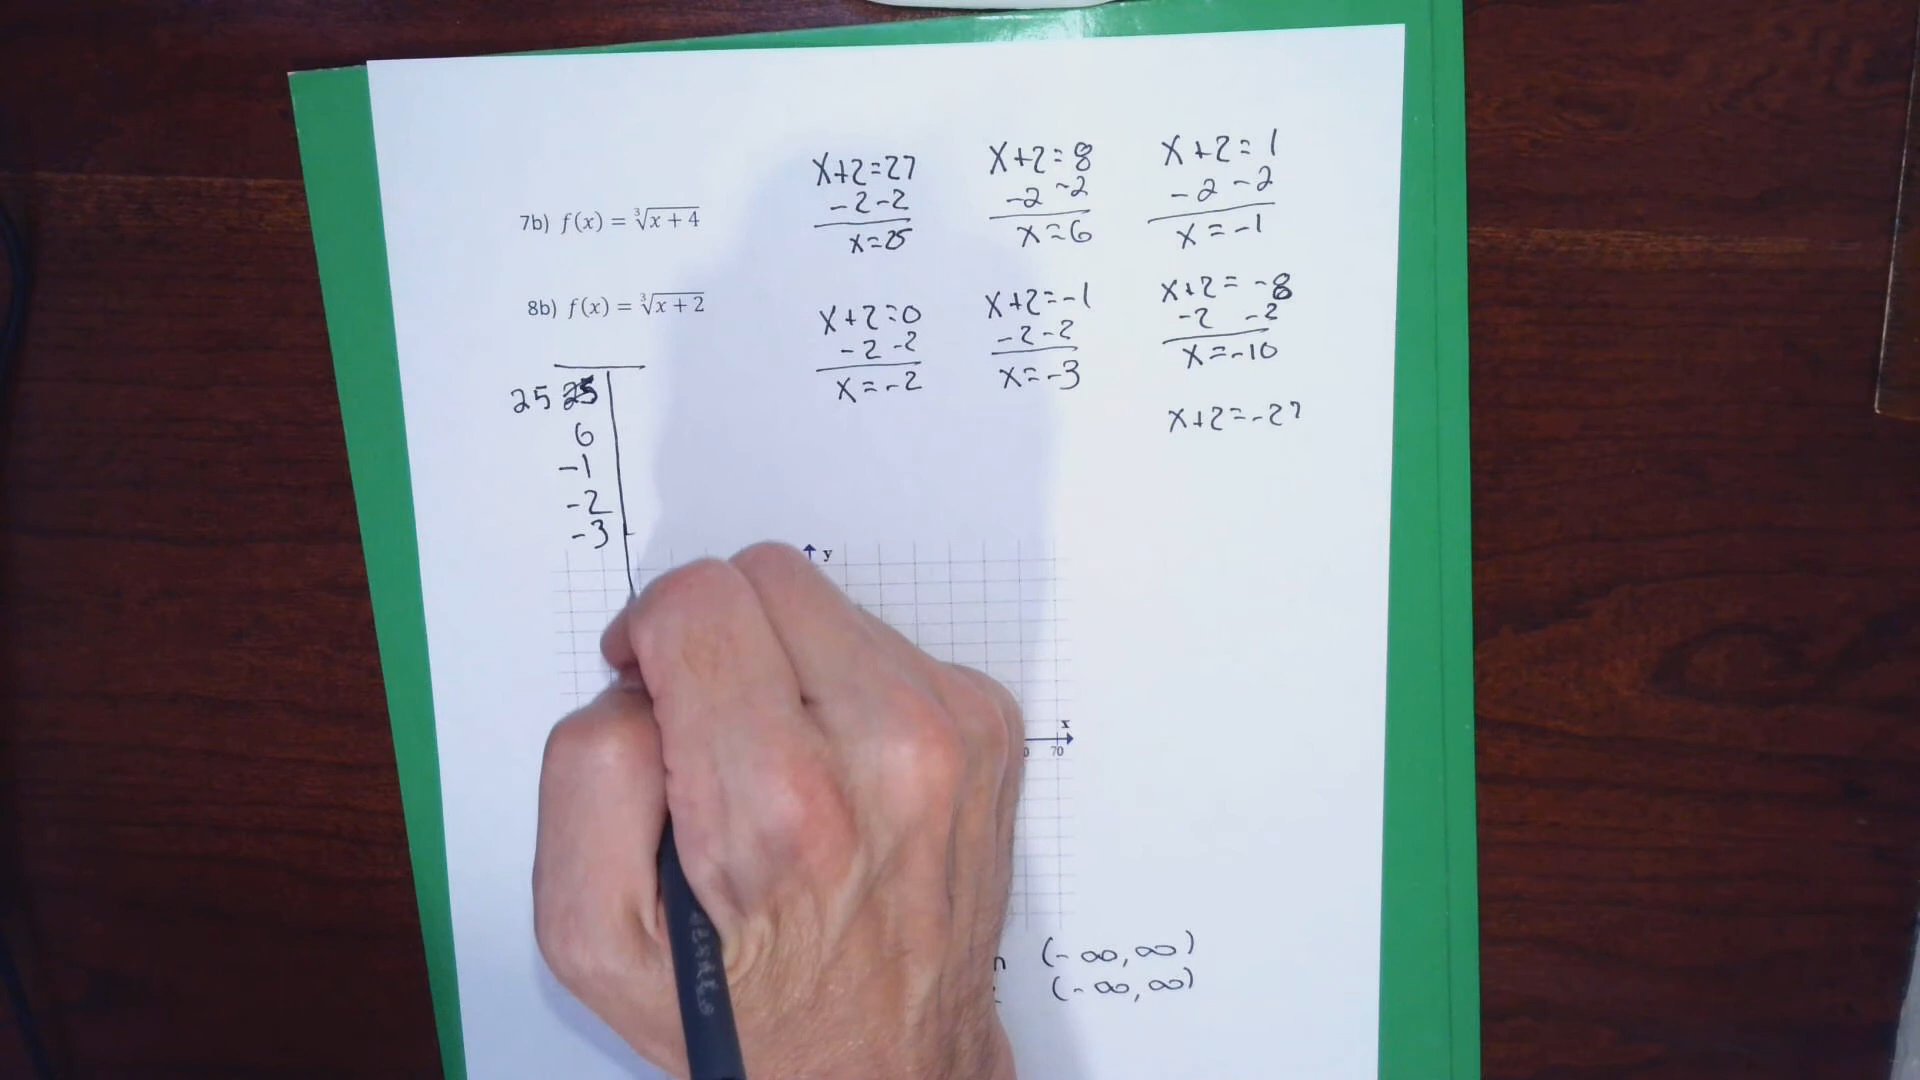 7b) f(x) = ∛x + 4
8b) f(x) = ∛x + 2
x+2=27
-2 -2
x=25
x+2=8
-2 -2
x=6
x+2=1
-2 -2
x=-1
x+2=0
-2 -2
x=-2
x+2=-1
-2 -2
x=-3
x+2=-8
-2 -2
x=-10
x+2=-27
25 25
6
-1
-2
-3
y
x
70
(-∞,∞)
(-∞,∞)